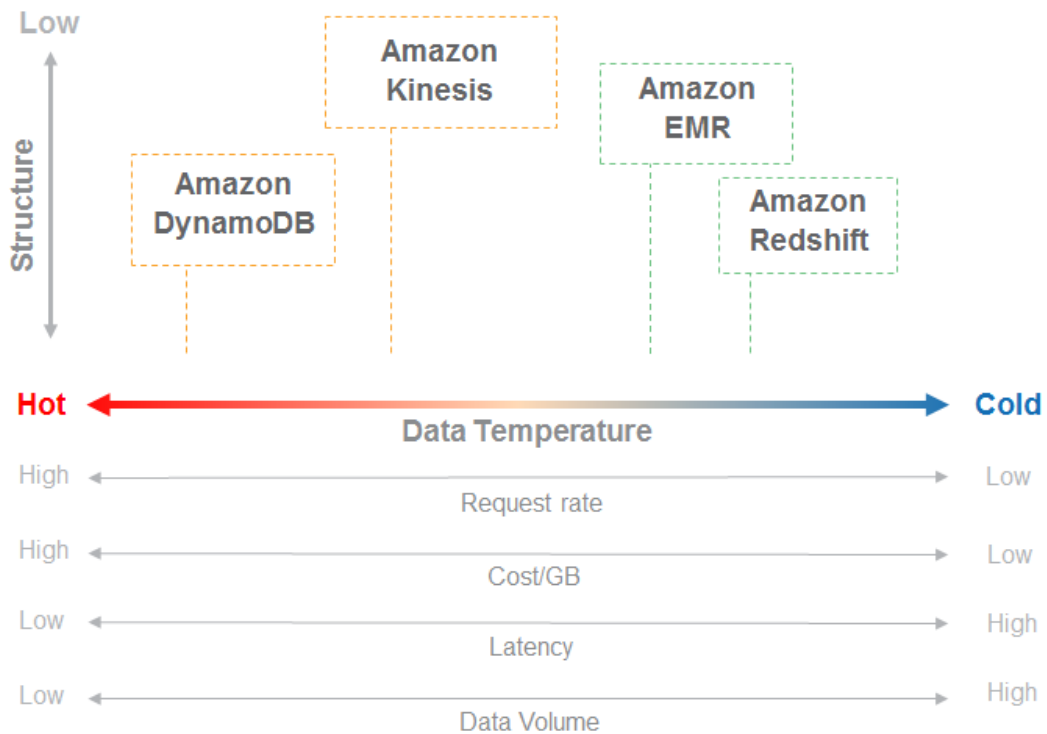 Low
Structure
Amazon
Kinesis
Amazon
EMR
Amazon
DynamoDB
Amazon
Redshift
Hot
Cold
Data Temperature
High
Low
Request rate
High
Low
Cost/GB
Low
High
Latency
Low
High
Data Volume